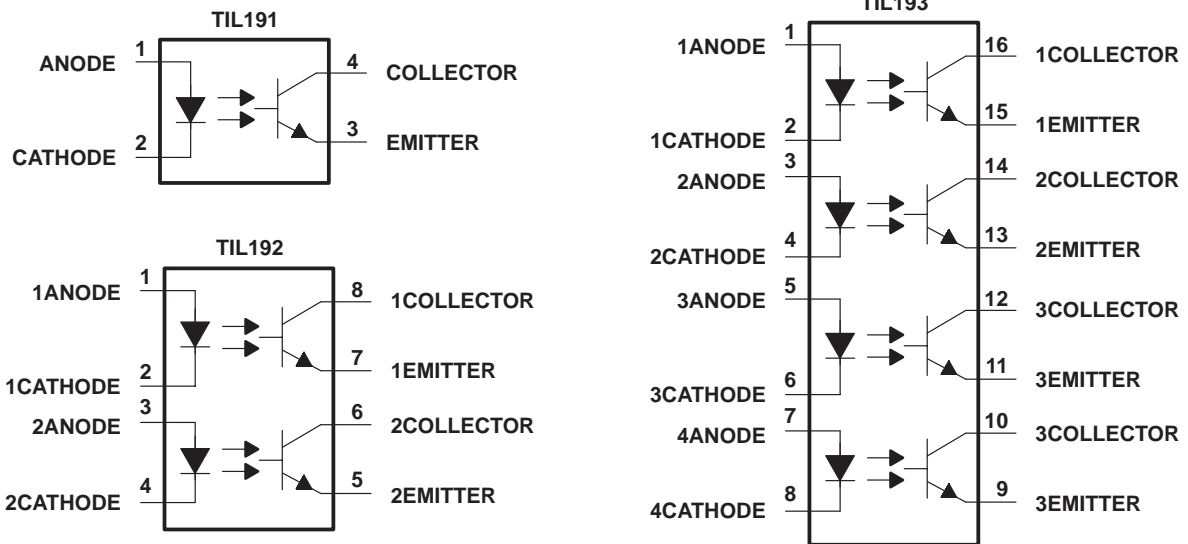 TIL191
1
ANODE
4
COLLECTOR
3
EMITTER
2
CATHODE
TIL192
1
1ANODE
8
1COLLECTOR
7
1EMITTER
2
1CATHODE
3
2ANODE
6
2COLLECTOR
5
2EMITTER
4
2CATHODE
TIL193
1
1ANODE
16
1COLLECTOR
15
1EMITTER
2
1CATHODE
3
2ANODE
14
2COLLECTOR
13
2EMITTER
4
2CATHODE
5
3ANODE
12
3COLLECTOR
11
3EMITTER
6
3CATHODE
7
4ANODE
10
3COLLECTOR
9
3EMITTER
8
4CATHODE